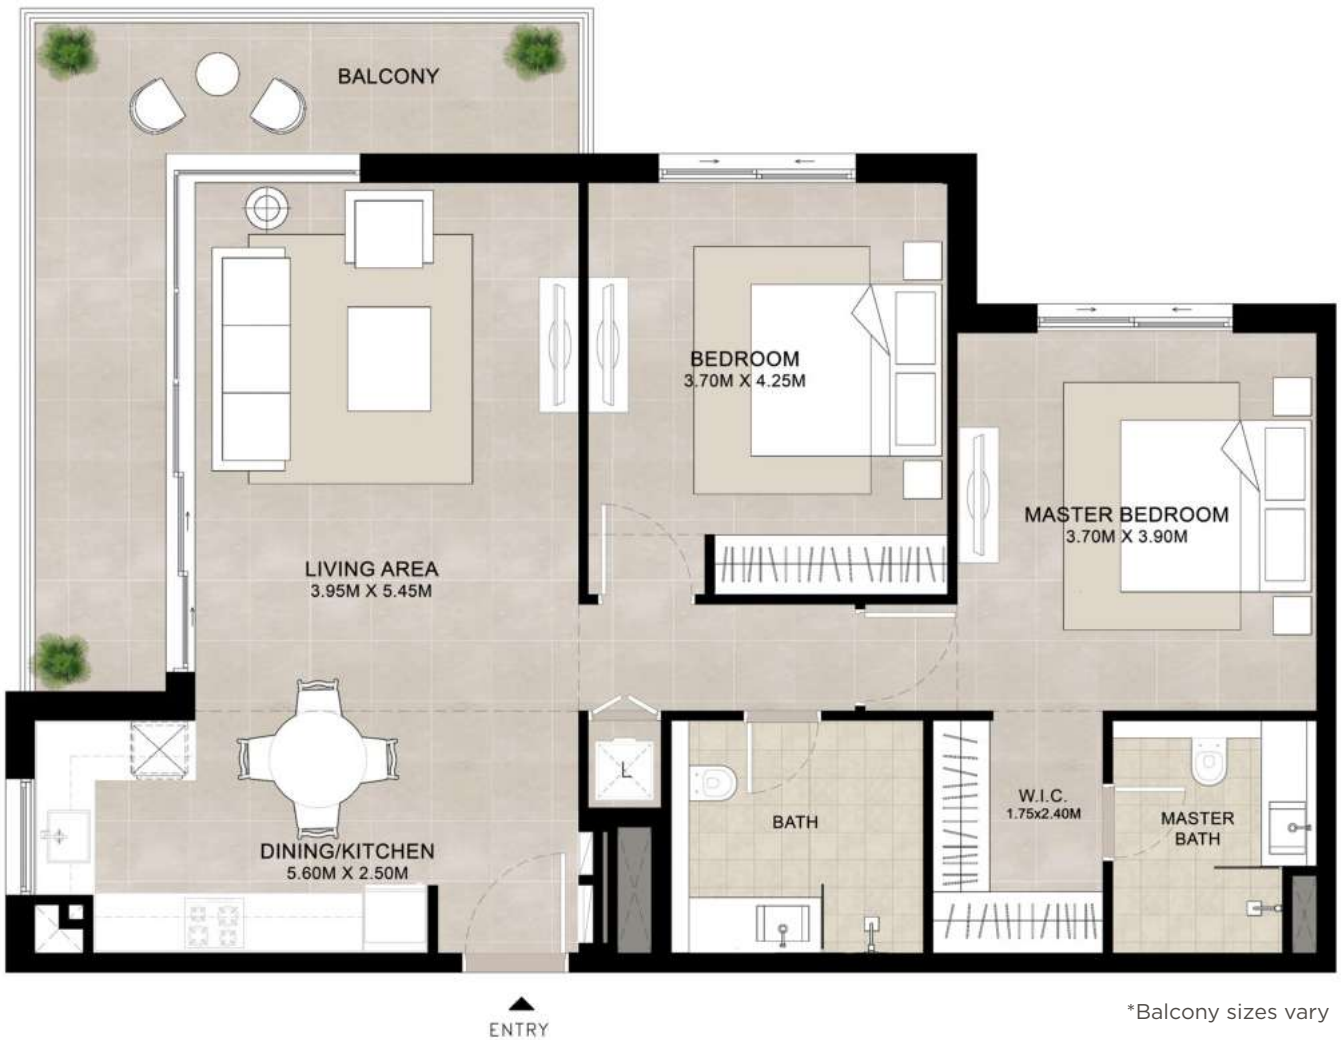 BALCONY
BEDROOM
3.70M X 4.25M
MASTER BEDROOM
3.70M X 3.90M
LIVING AREA
3.95M X 5.45M
L
W.I.C.
1.75x2.40M
BATH
MASTER
BATH
DINING/KITCHEN
5.60M X 2.50M
ENTRY
*Balcony sizes vary